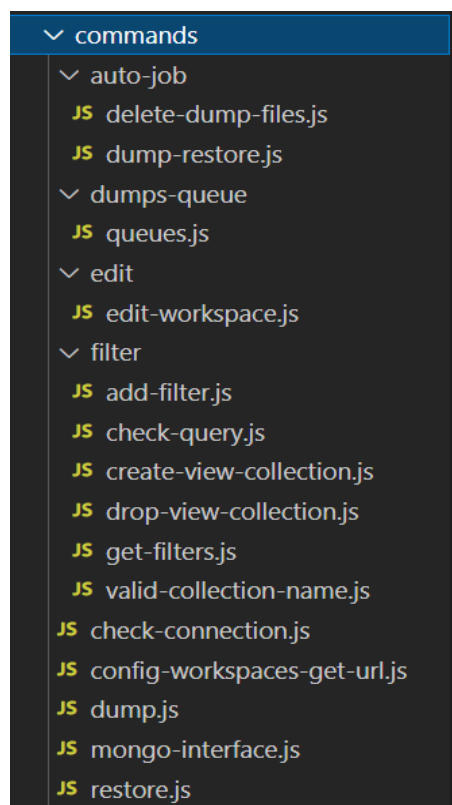 commands
auto-job
JS delete-dump-files.js
JS dump-restore.js
dumps-queue
JS queues.js
edit
JS edit-workspace.js
filter
JS add-filter.js
JS check-query.js
JS create-view-collection.js
JS drop-view-collection.js
JS get-filters.js
JS valid-collection-name.js
JS check-connection.js
JS config-workspaces-get-url.js
JS dump.js
JS mongo-interface.js
JS restore.js